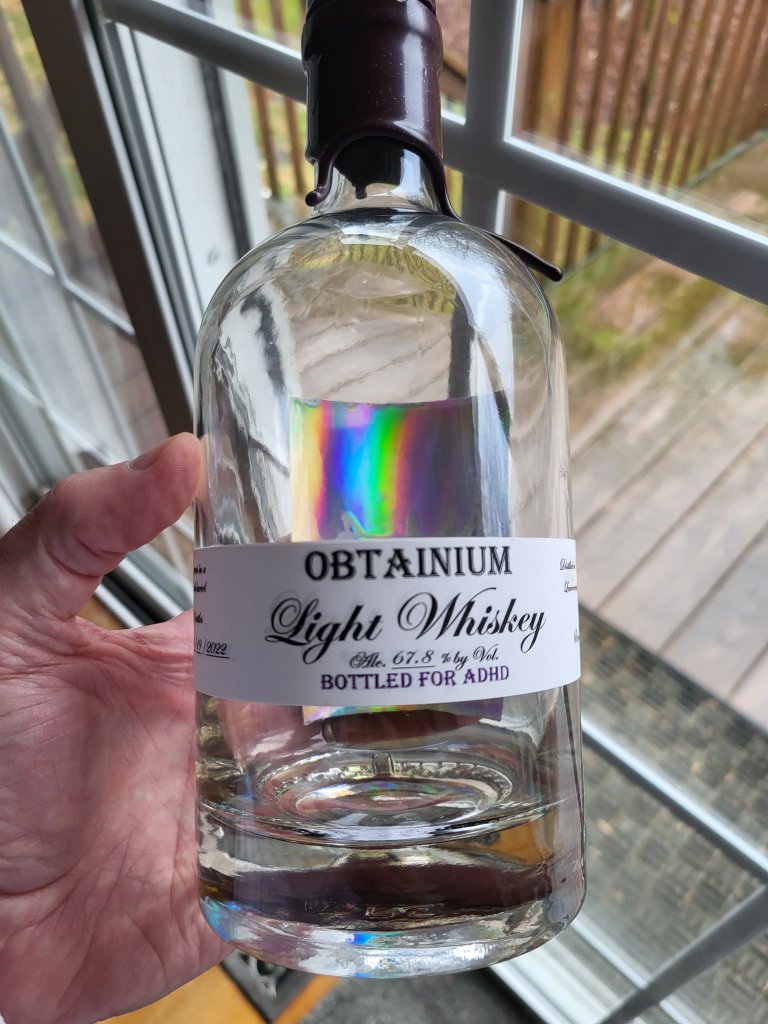 OBTAINIUM
Light Whiskey
Alc. 67.8 % by Vol.
BOTTLED FOR ADHD
2022